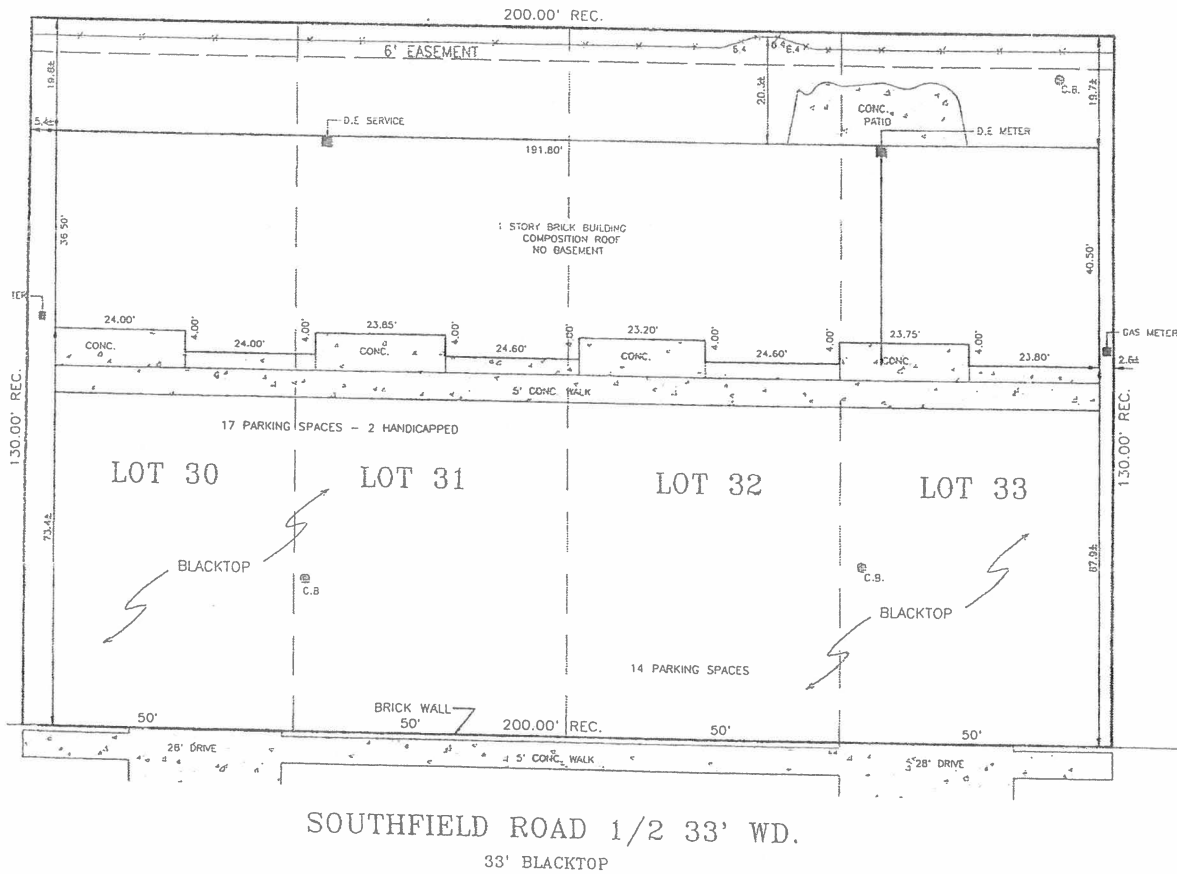 200.00' REC.
6' EASEMENT
6.4
6.4
6.4
19.8±
20.3±
19.7±
C.B.
CONC.
PATIO
5.4±
D.E SERVICE
D.E METER
191.80'
1 STORY BRICK BUILDING
COMPOSITION ROOF
NO BASEMENT
36.50'
40.50'
24.00'
4.00'
4.00'
23.85'
4.00'
4.00'
23.20'
4.00'
4.00'
23.75'
4.00'
GAS METER
CONC.
24.00'
CONC.
24.60'
CONC.
24.60'
CONC.
23.80'
2.6±
5' CONC. WALK
130.00' REC.
130.00' REC.
17 PARKING SPACES - 2 HANDICAPPED
LOT 30
LOT 31
LOT 32
LOT 33
73.4±
BLACKTOP
C.B
C.B.
BLACKTOP
14 PARKING SPACES
BRICK WALL
50'
50'
200.00' REC.
50'
50'
26' DRIVE
5' CONC. WALK
28' DRIVE
SOUTHFIELD ROAD 1/2 33' WD.
33' BLACKTOP